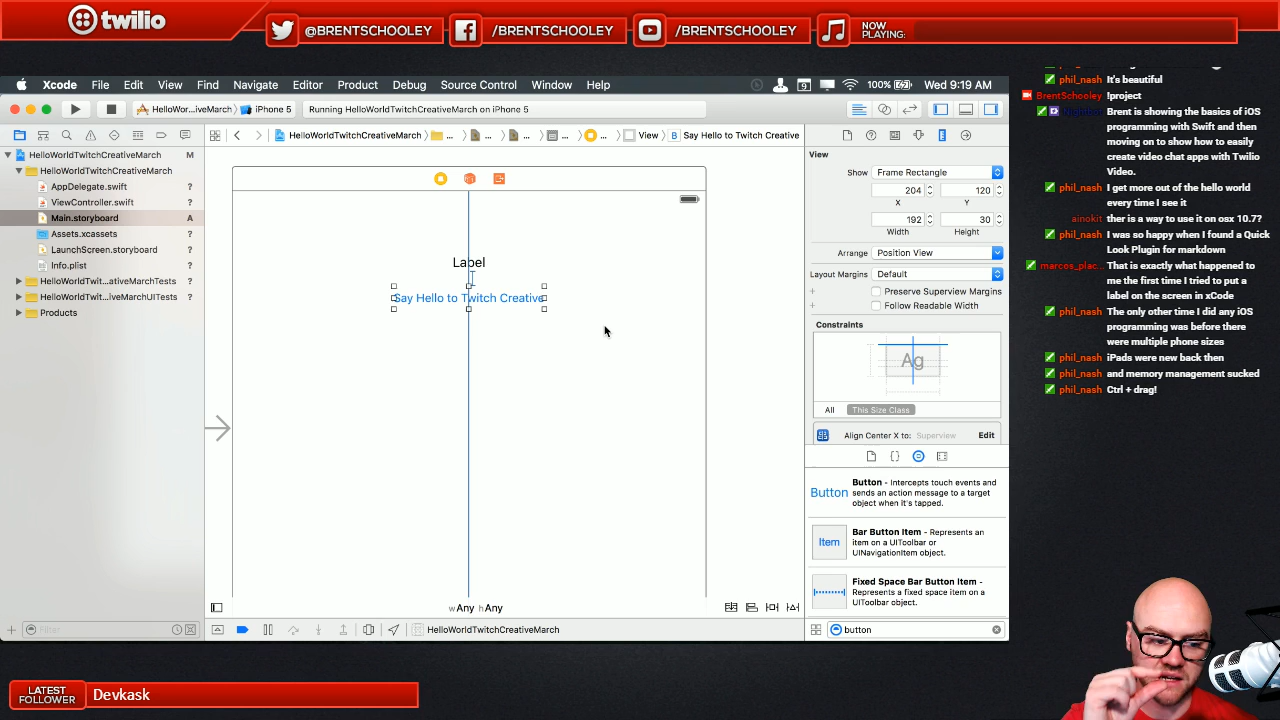 twilio
@BRENTSCHOOLEY
/BRENTSCHOOLEY
/BRENTSCHOOLEY
NOW
PLAYING:
Xcode File Edit View Find Navigate Editor Product Debug Source Control Window Help
9 100% Wed 9:19 AM
HelloWor...iveMarch iPhone 5
Running HelloWorldTwitchCreativeMarch on iPhone 5
HelloWorldTwitchCreativeMarch
View
B Say Hello to Twitch Creative
HelloWorldTwitchCreativeMarch M
HelloWorldTwitchCreativeMarch
AppDelegate.swift ?
ViewController.swift ?
Main.storyboard A
Assets.xcassets ?
LaunchScreen.storyboard ?
Info.plist ?
HelloWorldTwit...ativeMarchTests ?
HelloWorldTwit...iveMarchUITests ?
Products
Filter
Label
Say Hello to Twitch Creative
wAny hAny
HelloWorldTwitchCreativeMarch
View
Show Frame Rectangle
204 120
X Y
192 30
Width Height
Arrange Position View
Layout Margins Default
Preserve Superview Margins
Follow Readable Width
Constraints
Ag
All This Size Class
Align Center X to: Superview Edit
Button
Button - Intercepts touch events and
sends an action message to a target
object when it's tapped.
Item
Bar Button Item - Represents an
item on a UIToolbar or
UINavigationItem object.
Fixed Space Bar Button Item -
Represents a fixed space item on a
UIToolbar object.
button
phil_nash It's beautiful
BrentSchooley !project
Brent is showing the basics of iOS
programming with Swift and then
moving on to show how to easily
create video chat apps with Twilio
Video.
phil_nash I get more out of the hello world
every time I see it
ainokit ther is a way to use it on osx 10.7?
phil_nash I was so happy when I found a Quick
Look Plugin for markdown
marcos_plac... That is exactly what happened to
me the first time I tried to put a
label on the screen in xCode
phil_nash The only other time I did any iOS
programming was before there
were multiple phone sizes
phil_nash iPads were new back then
phil_nash and memory management sucked
phil_nash Ctrl + drag!
LATEST
FOLLOWER
Devkask